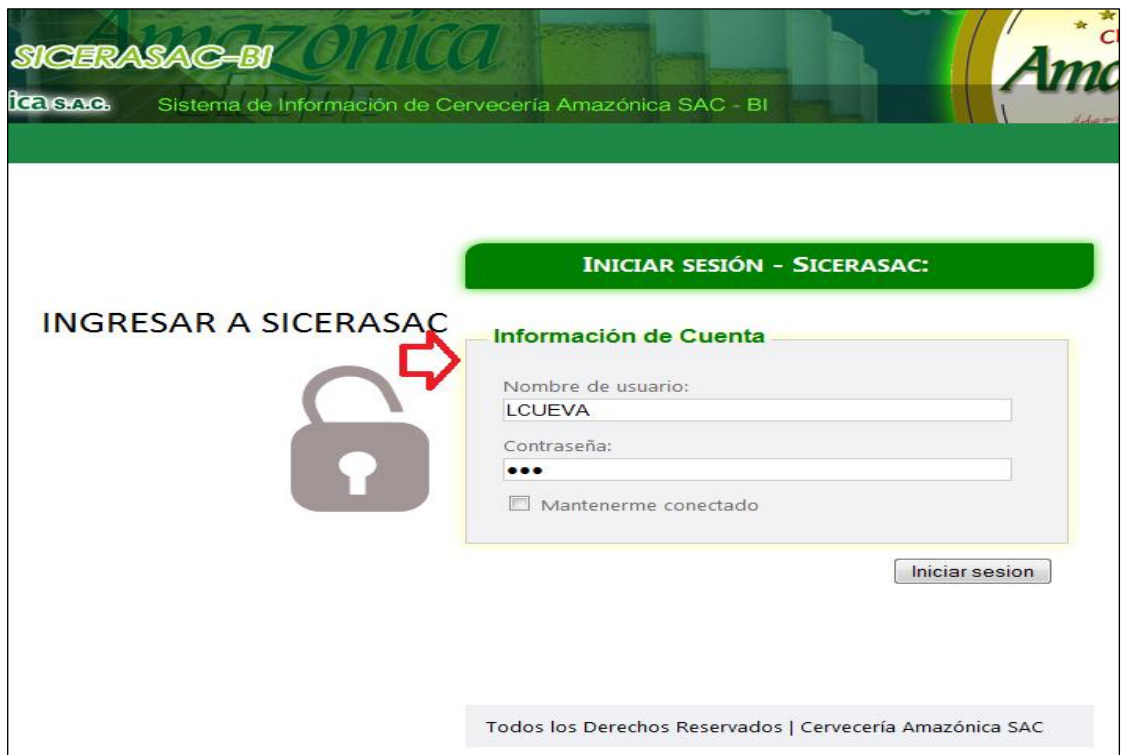 Amazónica
SICERASAC-BI
ica S.A.C.
Sistema de Información de Cervecería Amazónica SAC - BI
INICIAR SESIÓN - SICERASAC:
INGRESAR A SICERASAC
Información de Cuenta
Nombre de usuario:
LCUEVA
Contraseña:
•••
Mantenerme conectado
Iniciar sesion
Todos los Derechos Reservados | Cervecería Amazónica SAC